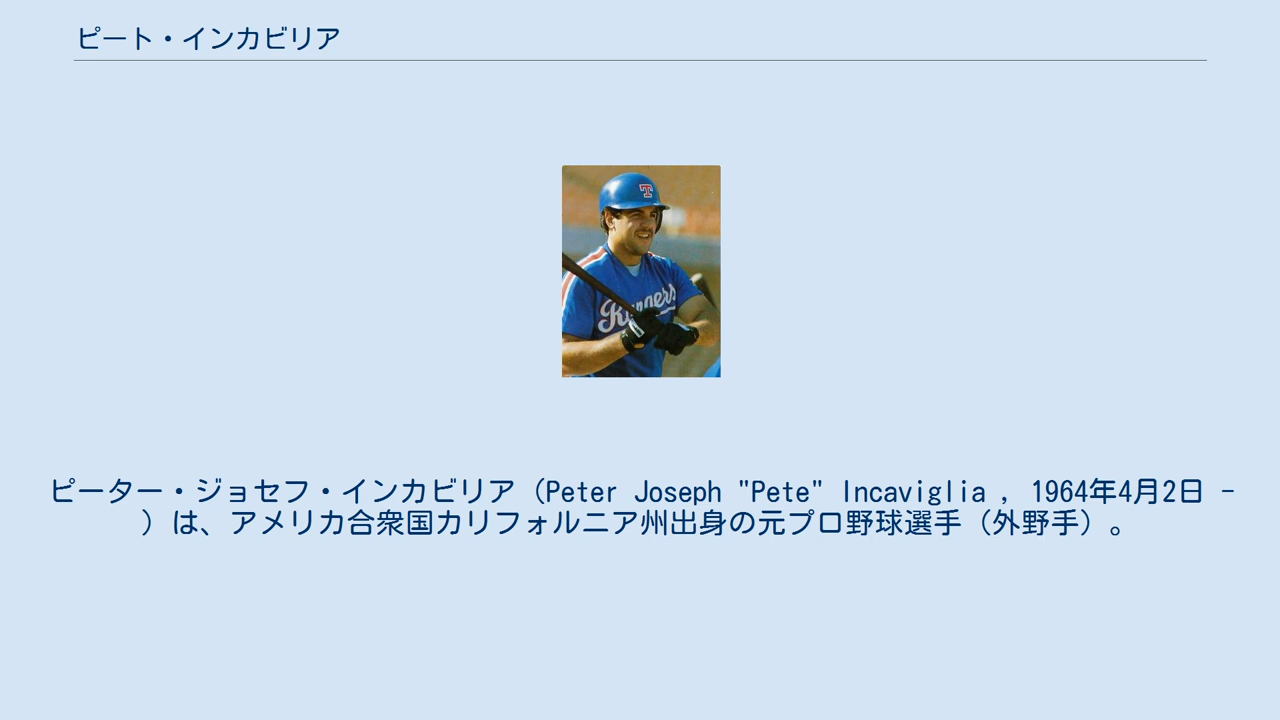 ピート・インカビリア
T
Rangers
ピーター・ジョセフ・インカビリア（Peter Joseph "Pete" Incaviglia , 1964年4月2日 -
）は、アメリカ合衆国カリフォルニア州出身の元プロ野球選手（外野手）。